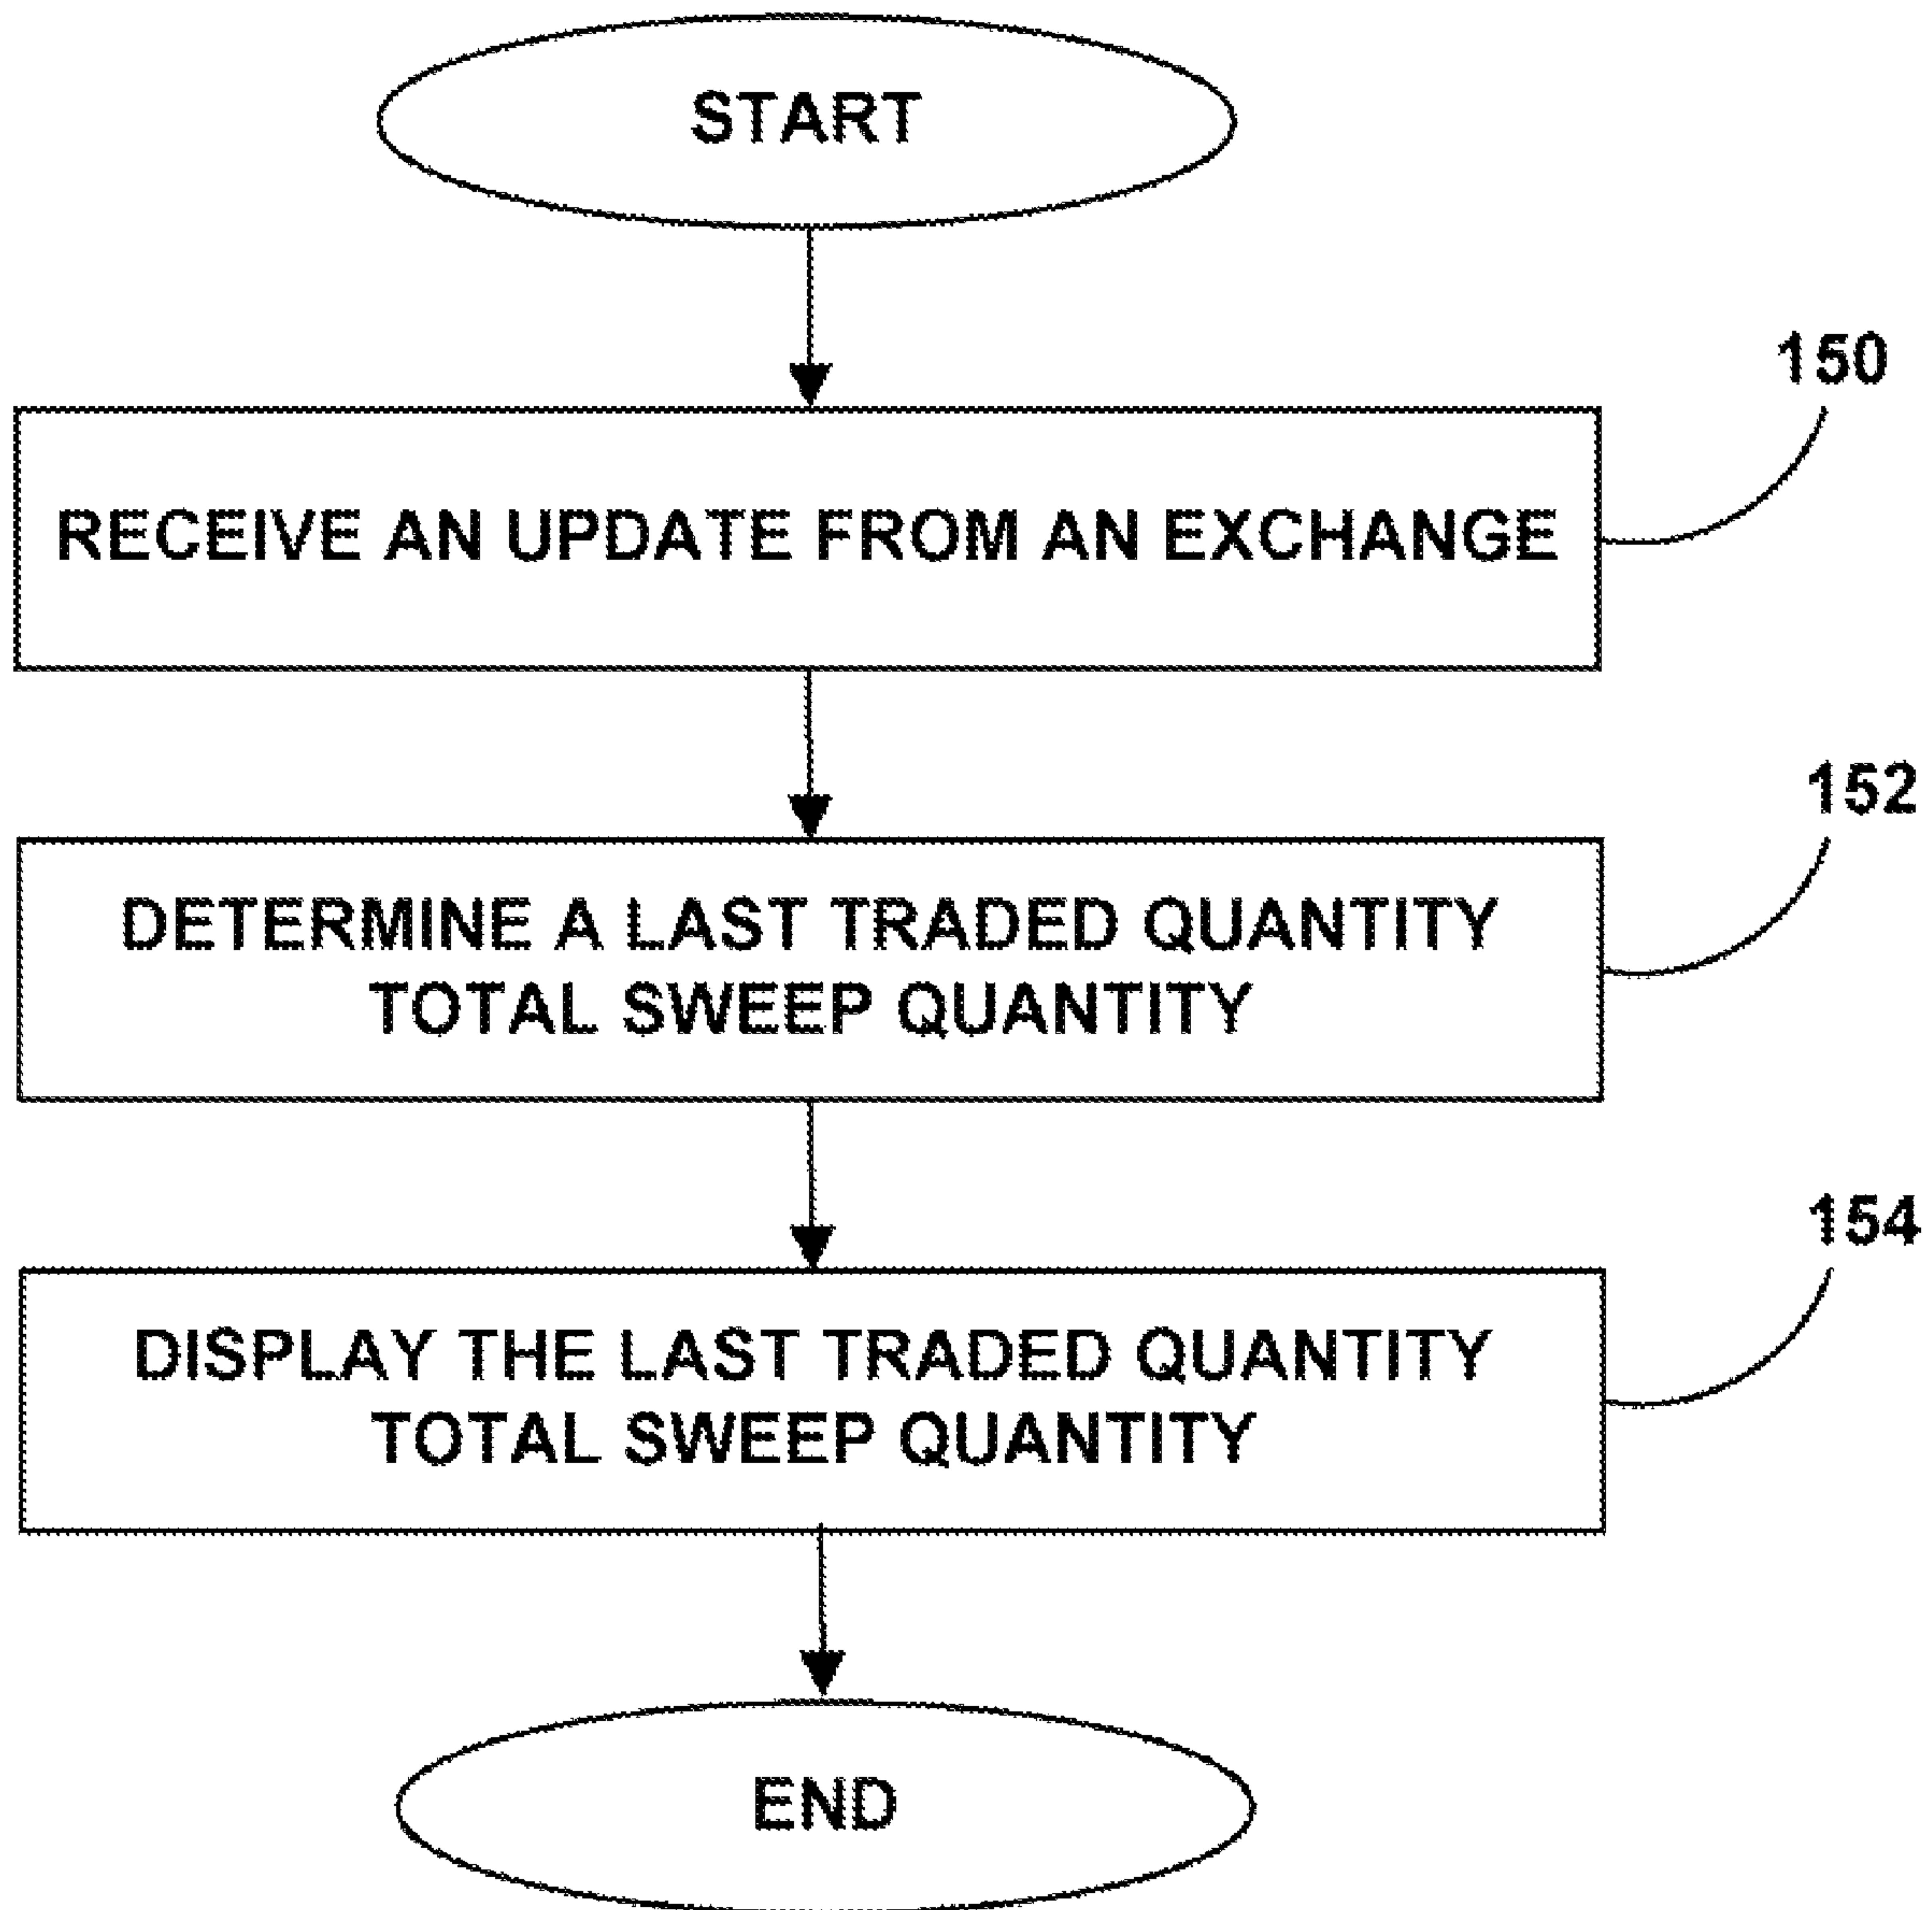 START
150
RECEIVE AN UPDATE FROM AN EXCHANGE
152
DETERMINE A LAST TRADED QUANTITY
TOTAL SWEEP QUANTITY
154
DISPLAY THE LAST TRADED QUANTITY
TOTAL SWEEP QUANTITY
END